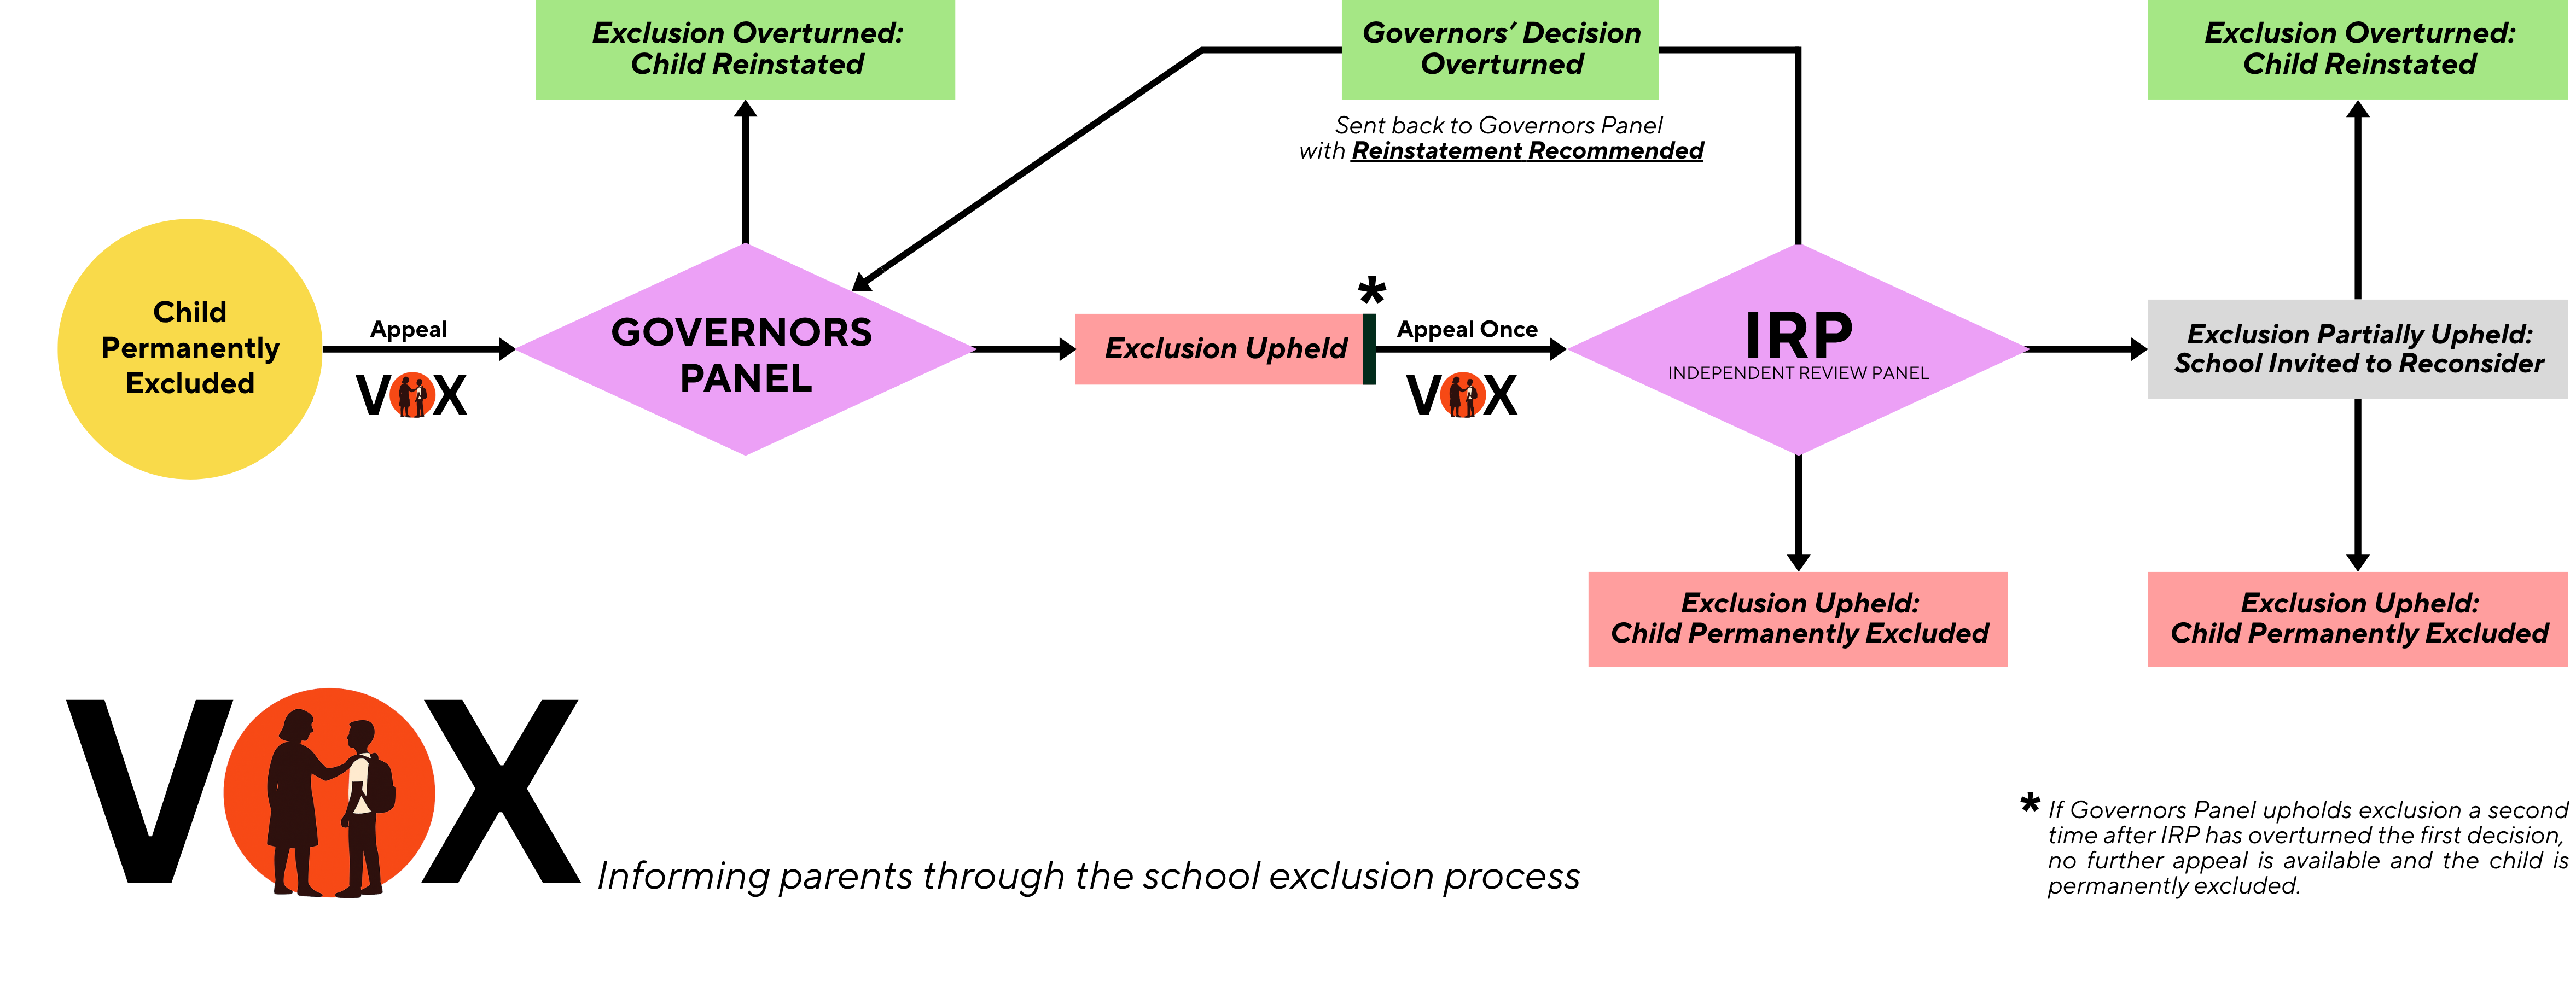 Exclusion Overturned:
Child Reinstated
Governors’ Decision
Overturned
Sent back to Governors Panel
with Reinstatement Recommended
Exclusion Overturned:
Child Reinstated
Child
Permanently
Excluded
Appeal
VOX
GOVERNORS
PANEL
*
Exclusion Upheld
Appeal Once
VOX
IRP
INDEPENDENT REVIEW PANEL
Exclusion Partially Upheld:
School Invited to Reconsider
Exclusion Upheld:
Child Permanently Excluded
Exclusion Upheld:
Child Permanently Excluded
VOX
Informing parents through the school exclusion process
* If Governors Panel upholds exclusion a second
time after IRP has overturned the first decision,
no further appeal is available and the child is
permanently excluded.